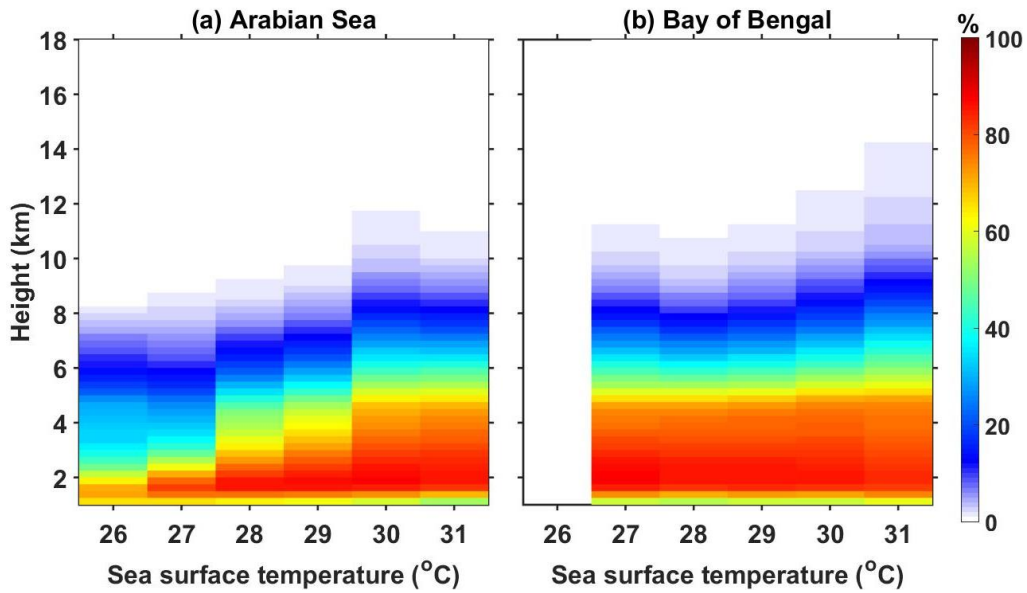 (a) Arabian Sea
(b) Bay of Bengal
%
18
16
14
12
10
8
6
4
2
Height (km)
26 27 28 29 30 31
26 27 28 29 30 31
Sea surface temperature (°C)
Sea surface temperature (°C)
100
80
60
40
20
0